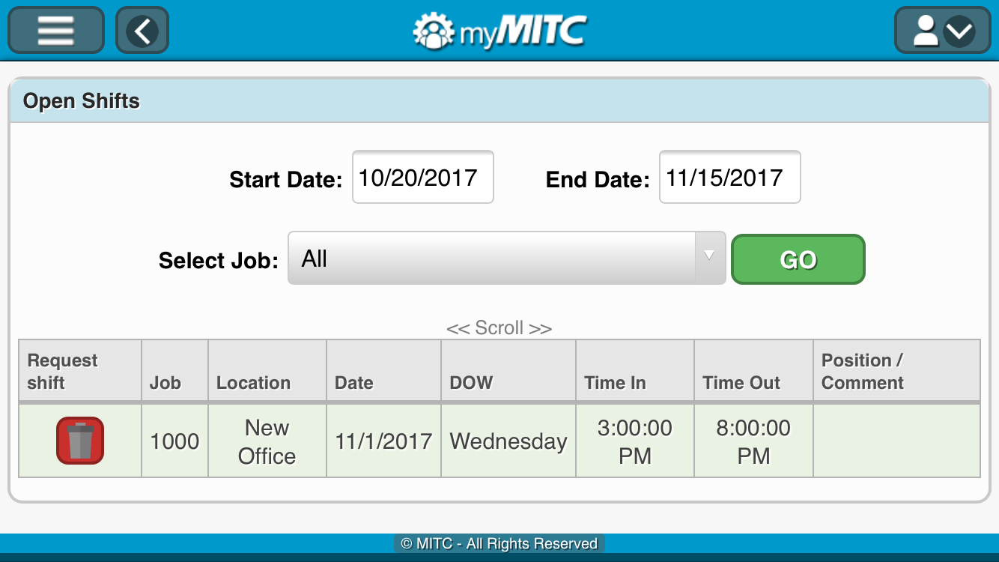 myMITC
Open Shifts
Start Date: 10/20/2017 End Date: 11/15/2017
Select Job: All GO
<< Scroll >>
Request shift Job Location Date DOW Time In Time Out Position / Comment
1000 New Office 11/1/2017 Wednesday 3:00:00 PM 8:00:00 PM
© MITC - All Rights Reserved